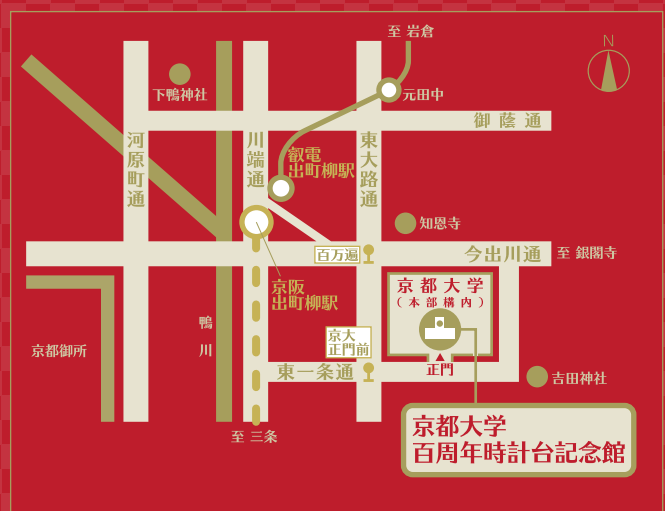 至 岩倉
N
下鴨神社
元田中
御蔭通
河原町通
川端通
東大路通
叡電
出町柳駅
知恩寺
百万遍
今出川通
至 銀閣寺
京阪
出町柳駅
京都大学
（本部構内）
鴨川
京都御所
京大
正門前
正門
東一条通
吉田神社
京都大学
百周年時計台記念館
至 三条